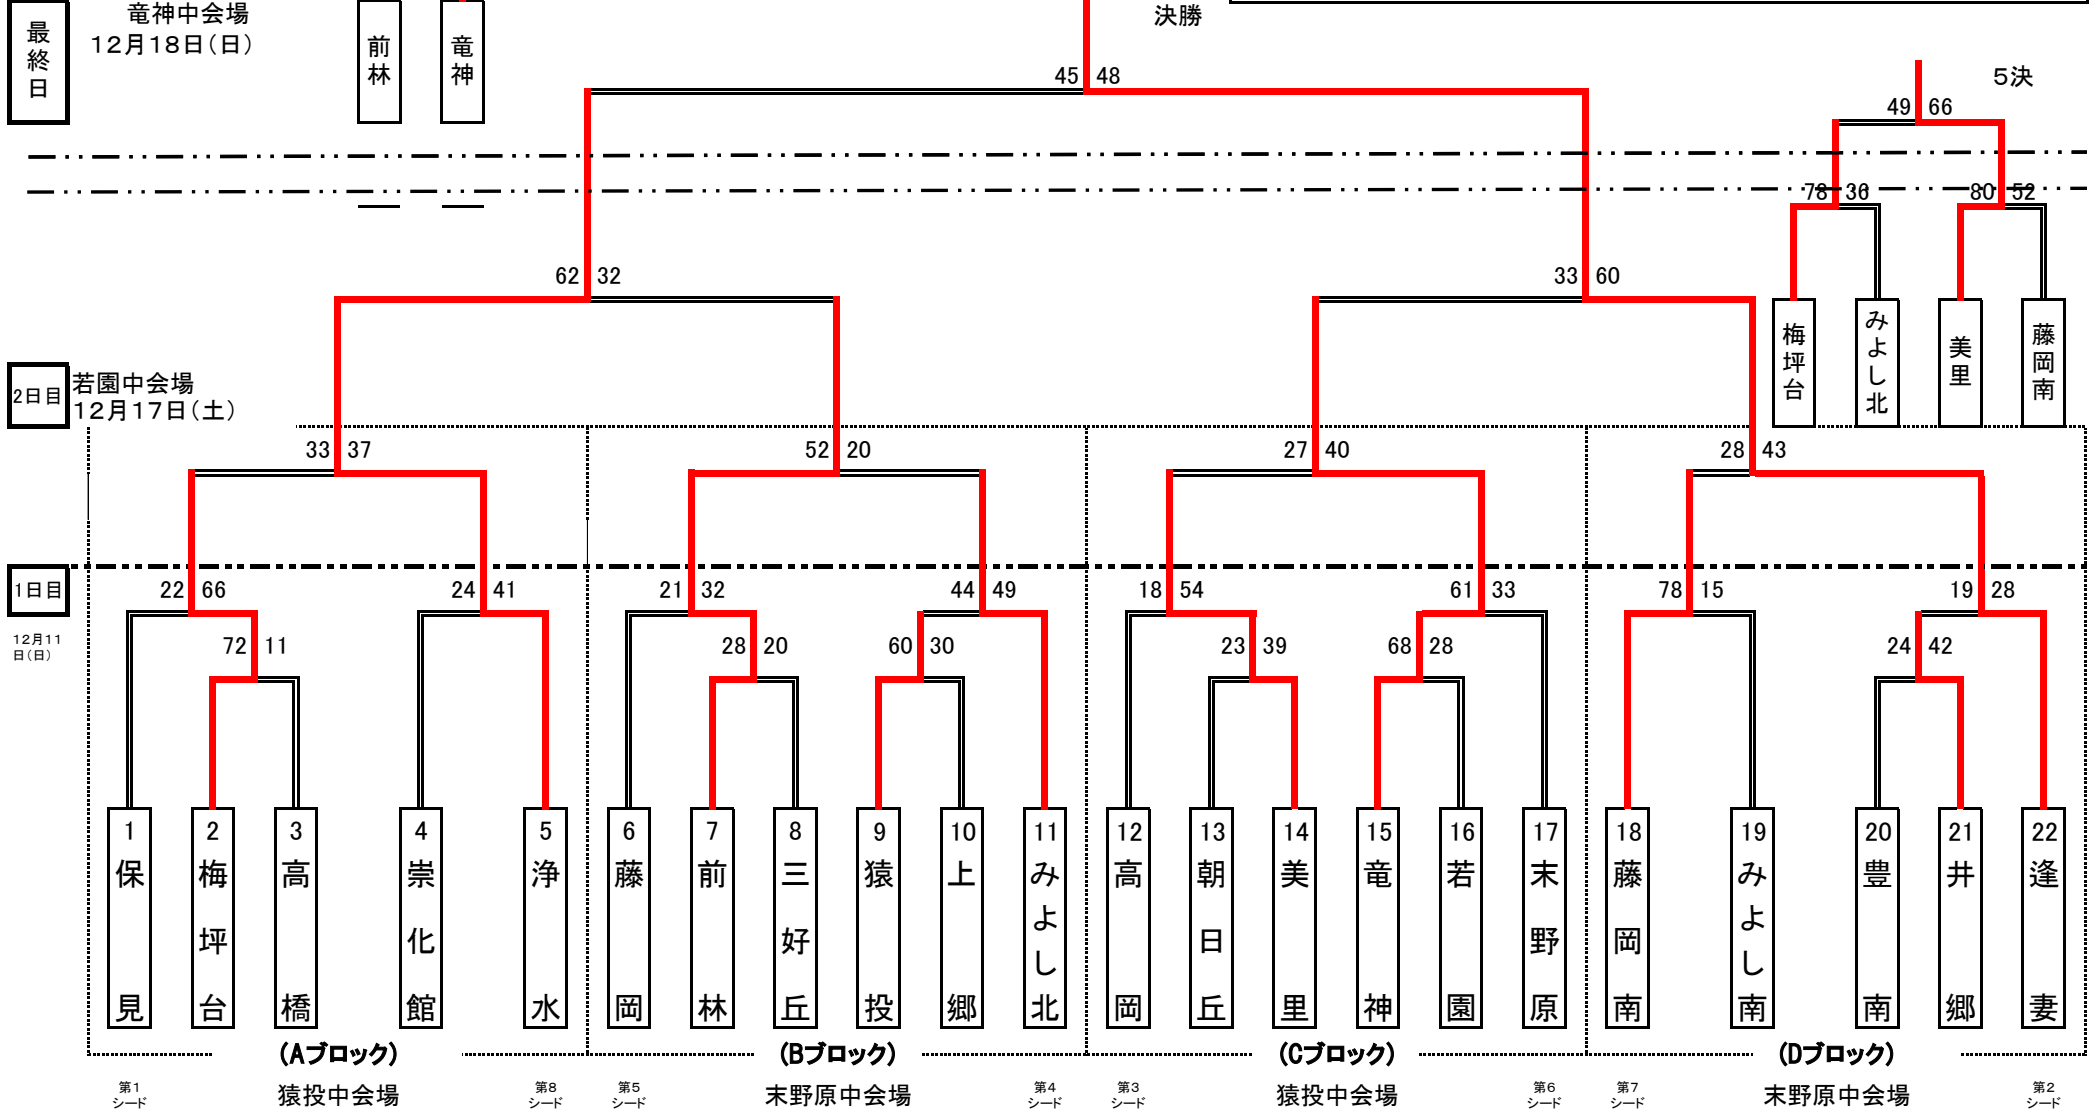 最終日
竜神中会場
12月18日(日)
前林
竜神
決勝
45 48
5決
49 66
78 36
80 52
62 32
33 60
梅坪台
みよし北
美里
藤岡南
2日目
若園中会場
12月17日(土)
33 37
52 20
27 40
28 43
1日目
12月11
日(日)
22 66
24 41
21 32
44 49
18 54
61 33
78 15
19 28
72 11
28 20
60 30
23 39
68 28
24 42
1 保見
2 梅坪台
3 高橋
4 崇化館
5 浄水
6 藤岡
7 前林
8 三好丘
9 猿投
10 上郷
11 みよし北
12 高岡
13 朝日丘
14 美里
15 竜神
16 若園
17 末野原
18 藤岡南
19 みよし南
20 豊南
21 井郷
22 逢妻
(Aブロック)
(Bブロック)
(Cブロック)
(Dブロック)
第1
シード
猿投中会場
第8
シード
第5
シード
末野原中会場
第4
シード
第3
シード
猿投中会場
第6
シード
第7
シード
末野原中会場
第2
シード